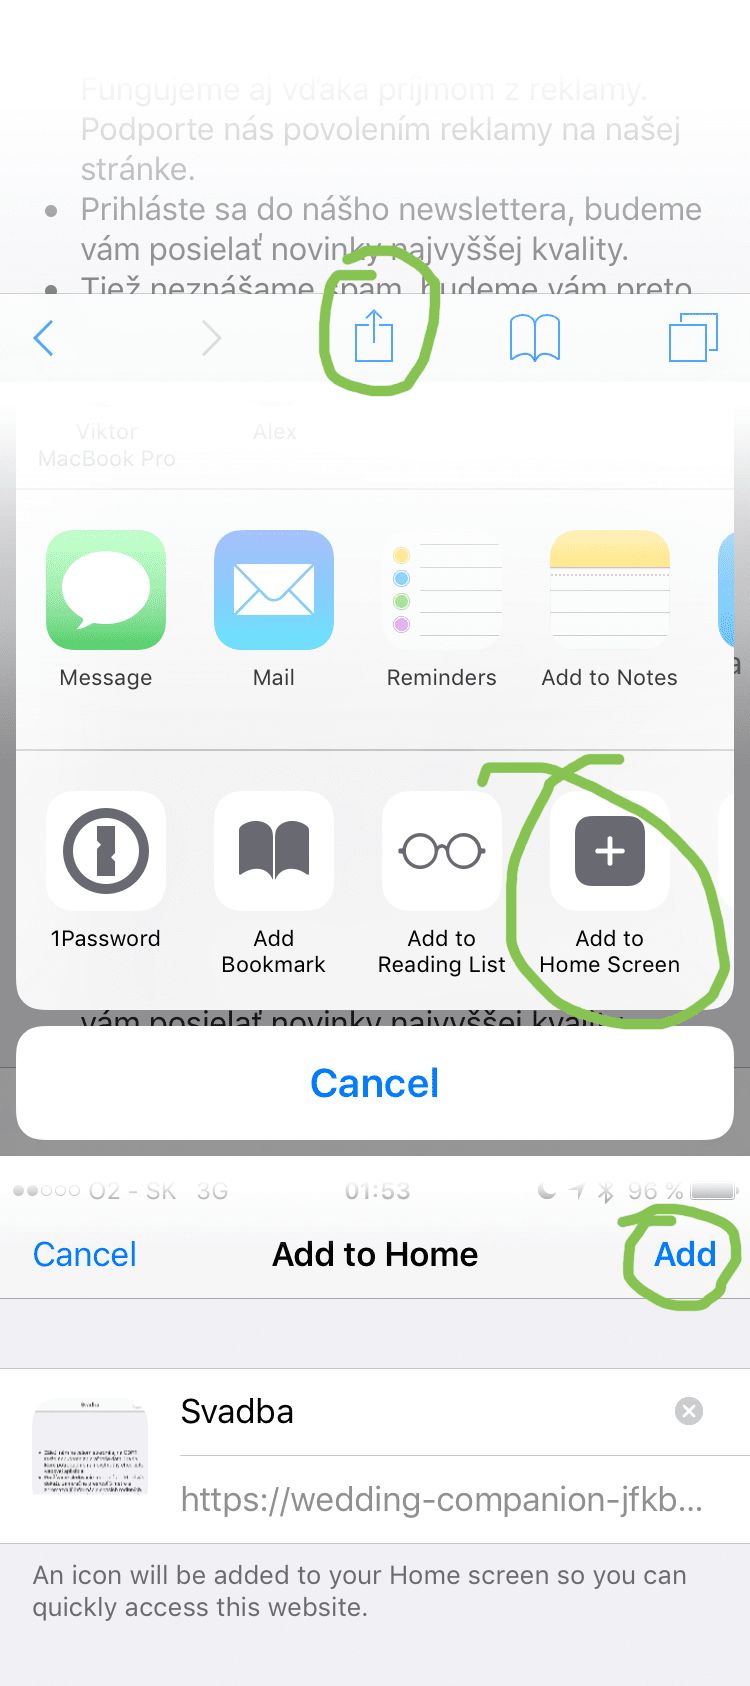 Fungujeme aj vďaka príjmom z reklamy.
Podporte nás povolením reklamy na našej
stránke.
• Prihláste sa do nášho newslettera, budeme
vám posielať novinky najvyššej kvality.
• Tiež neznášame spam, budeme vám preto
Viktor
MacBook Pro
Alex
Message
Mail
Reminders
Add to Notes
1Password
Add
Bookmark
Add to
Reading List
Add to
Home Screen
vám posielať novinky najvyššej kvality.
Cancel
O2 - SK 3G 01:53 96 %
Cancel
Add to Home
Add
Svadba
Svadba
https://wedding-companion-jfkb...
An icon will be added to your Home screen so you can
quickly access this website.